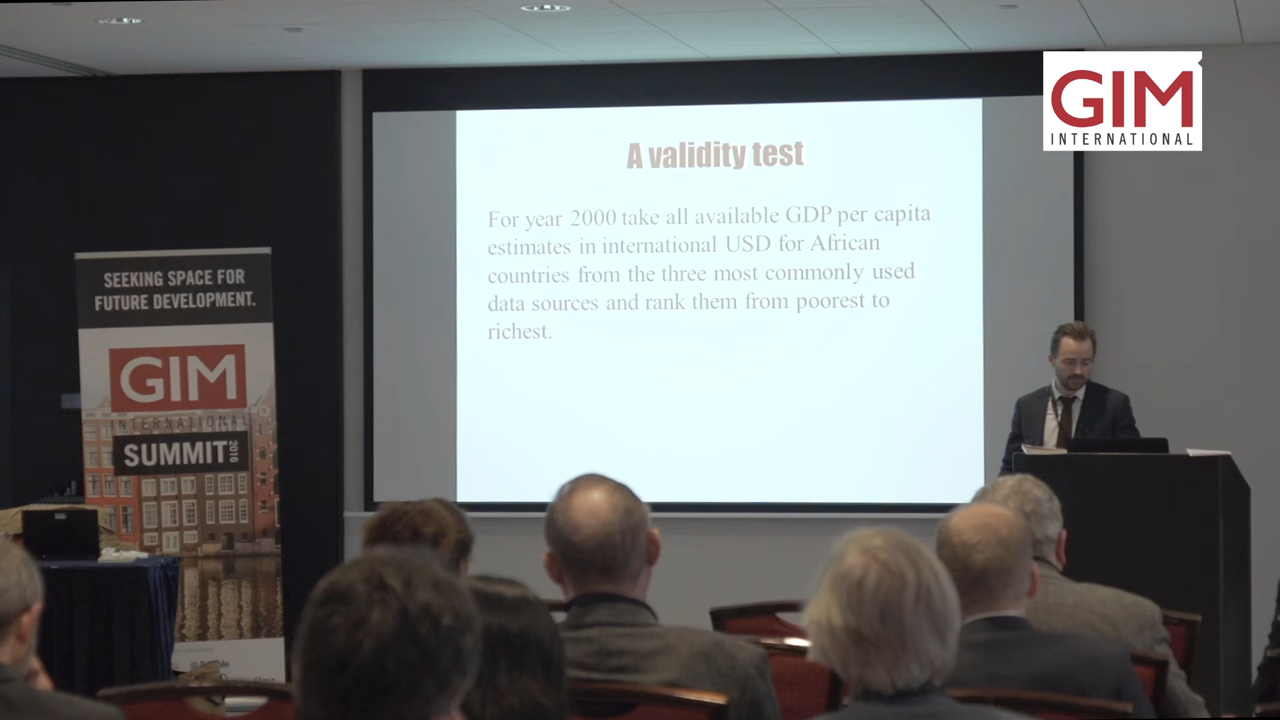 GIM
INTERNATIONAL
A validity test
For year 2000 take all available GDP per capita
estimates in international USD for African
countries from the three most commonly used
data sources and rank them from poorest to
richest.
SEEKING SPACE FOR
FUTURE DEVELOPMENT.
GIM
INTERNATIONAL
SUMMIT 2016